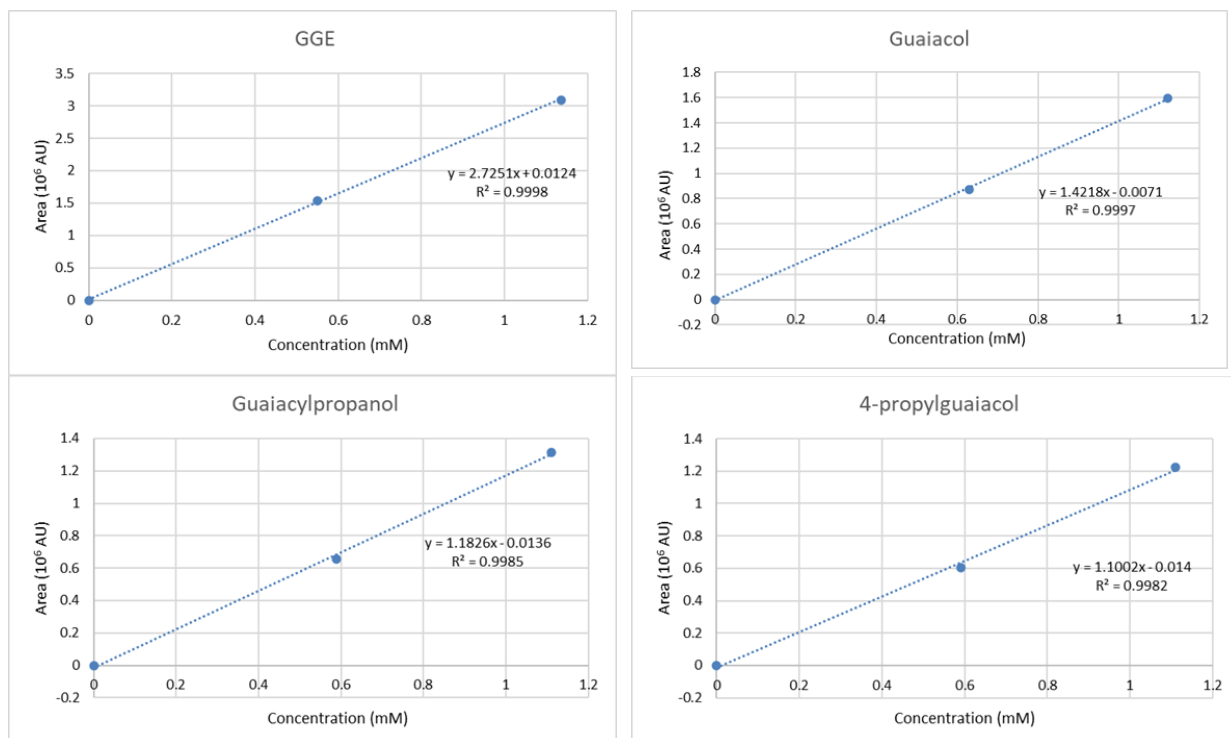 GGE
3.5
3
2.5
2
1.5
1
0.5
0
Area (10⁶ AU)
y = 2.7251x + 0.0124
R² = 0.9998
0 0.2 0.4 0.6 0.8 1 1.2
Concentration (mM)
Guaiacol
1.8
1.6
1.4
1.2
1
0.8
0.6
0.4
0.2
0
-0.2
Area (10⁶ AU)
y = 1.4218x - 0.0071
R² = 0.9997
0 0.2 0.4 0.6 0.8 1 1.2
Concentration (mM)
Guaiacylpropanol
1.4
1.2
1
0.8
0.6
0.4
0.2
0
-0.2
Area (10⁶ AU)
y = 1.1826x - 0.0136
R² = 0.9985
0 0.2 0.4 0.6 0.8 1 1.2
Concentration (mM)
4-propylguaiacol
1.4
1.2
1
0.8
0.6
0.4
0.2
0
-0.2
Area (10⁶ AU)
y = 1.1002x - 0.014
R² = 0.9982
0 0.2 0.4 0.6 0.8 1 1.2
Concentration (mM)